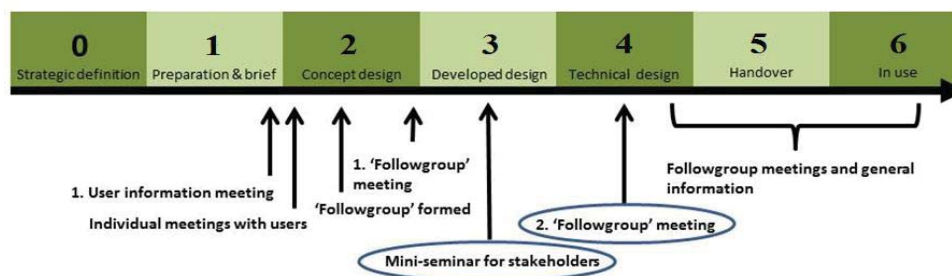 0 1 2 3 4 5 6
Strategic definition Preparation & brief Concept design Developed design Technical design Handover In use
1. 'Followgroup'
meeting
Followgroup meetings and general
information
1. User information meeting
'Followgroup' formed
Individual meetings with users
2. 'Followgroup' meeting
Mini-seminar for stakeholders